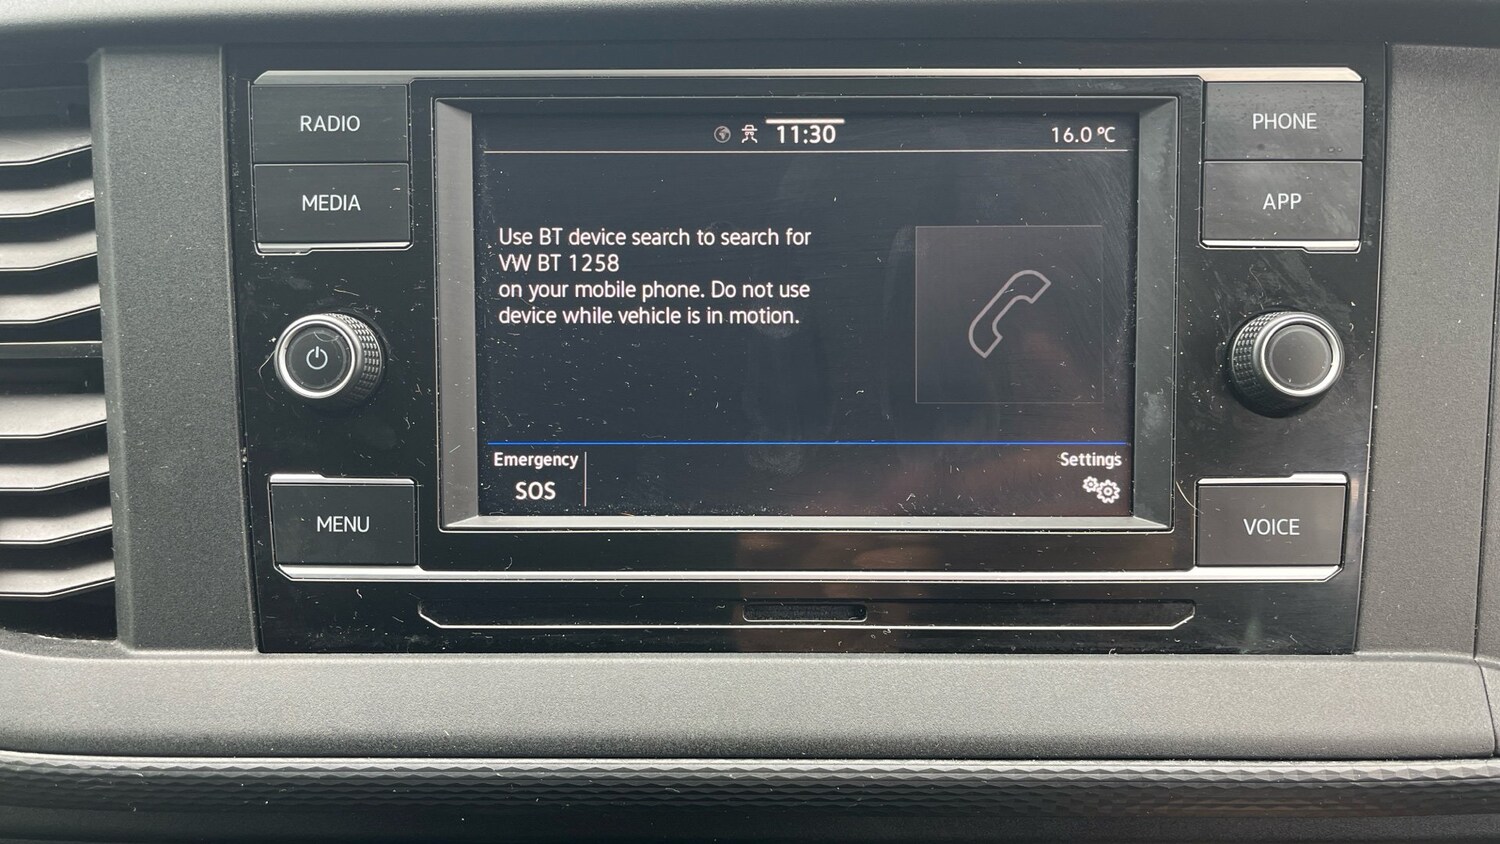 RADIO
MEDIA
MENU
11:30
16.0 °C
Use BT device search to search for
VW BT 1258
on your mobile phone. Do not use
device while vehicle is in motion.
Emergency
SOS
Settings
PHONE
APP
VOICE